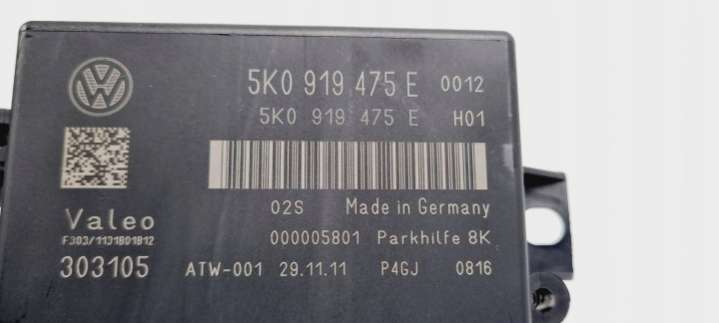 5K0 919 475 E 0012
5K0 919 475 E H01
02S Made in Germany
Valeo
F303/1131B01B12
000005801 Parkhilfe 8K
303105 ATW-001 29.11.11 P4GJ 0816